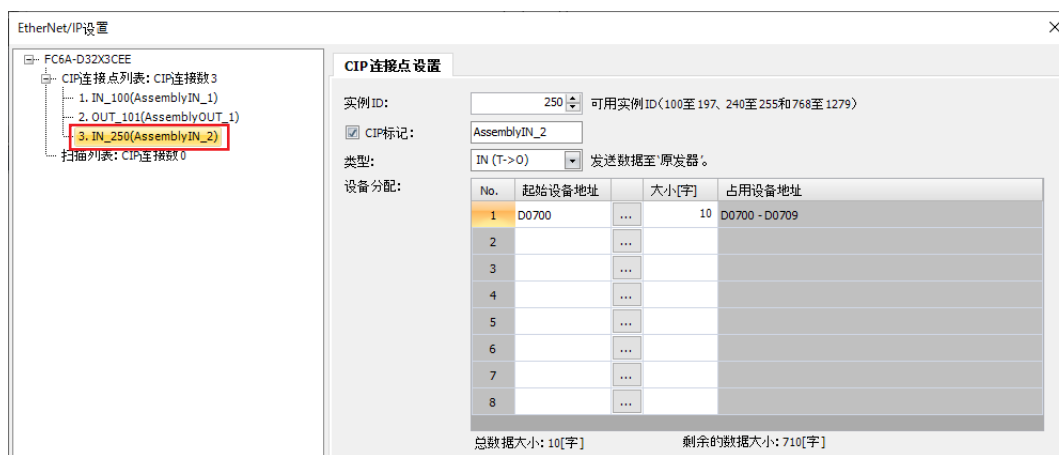 EtherNet/IP设置
FC6A-D32X3CEE
CIP连接点列表: CIP连接数3
1. IN_100(AssemblyIN_1)
2. OUT_101(AssemblyOUT_1)
3. IN_250(AssemblyIN_2)
扫描列表: CIP连接数0
CIP连接点设置
实例ID: 250 可用实例ID(100至197、240至255和768至1279)
CIP标记: AssemblyIN_2
类型: IN (T->O) 发送数据至'原发器'。
设备分配:
No. 起始设备地址 大小[字] 占用设备地址
1 D0700 ... 10 D0700 - D0709
2 ...
3 ...
4 ...
5 ...
6 ...
7 ...
8 ...
总数据大小: 10[字] 剩余的数据大小: 710[字]